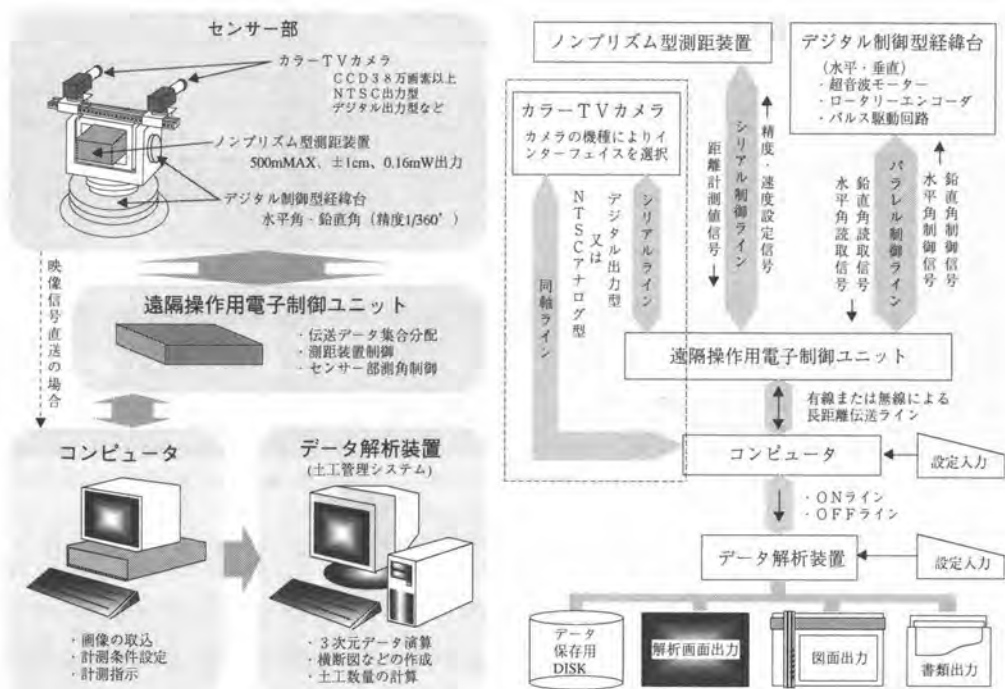 センサー部
カラーTVカメラ
CCD38万画素以上
NTSC出力型
デジタル出力型など
ノンプリズム型測距装置
500mMAX、±1cm、0.16mW出力
デジタル制御型経緯台
水平角・鉛直角（精度1/360°）
映像信号直送の場合
遠隔操作用電子制御ユニット
・伝送データ集合分配
・測距装置制御
・センサー部測角制御
コンピュータ
・画像の取込
・計測条件設定
・計測指示
データ解析装置
(土工管理システム)
・３次元データ演算
・横断図などの作成
・土工数量の計算
ノンプリズム型測距装置
デジタル制御型経緯台
(水平・垂直)
・超音波モーター
・ロータリーエンコーダ
・パルス駆動回路
カラーTVカメラ
カメラの機種によりイ
ンターフェイスを選択
距離計測値信号
シリアル制御ライン
精度・速度設定信号
水平角読取信号
鉛直角読取信号
パラレル制御ライン
水平角制御信号
鉛直角制御信号
同軸ライン
NTSCアナログ型
又は
デジタル出力型
シリアルライン
遠隔操作用電子制御ユニット
有線または無線による
長距離伝送ライン
コンピュータ
設定入力
・ONライン
・OFFライン
データ解析装置
設定入力
データ
保存用
DISK
解析画面出力
図面出力
書類出力